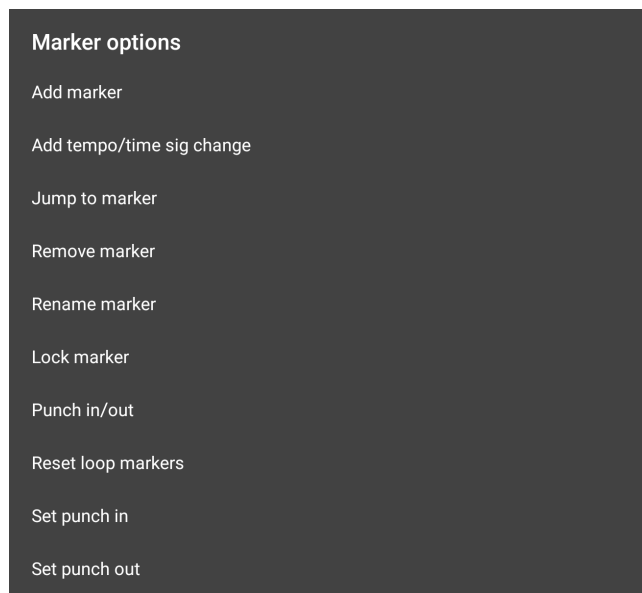 Marker options
Add marker
Add tempo/time sig change
Jump to marker
Remove marker
Rename marker
Lock marker
Punch in/out
Reset loop markers
Set punch in
Set punch out